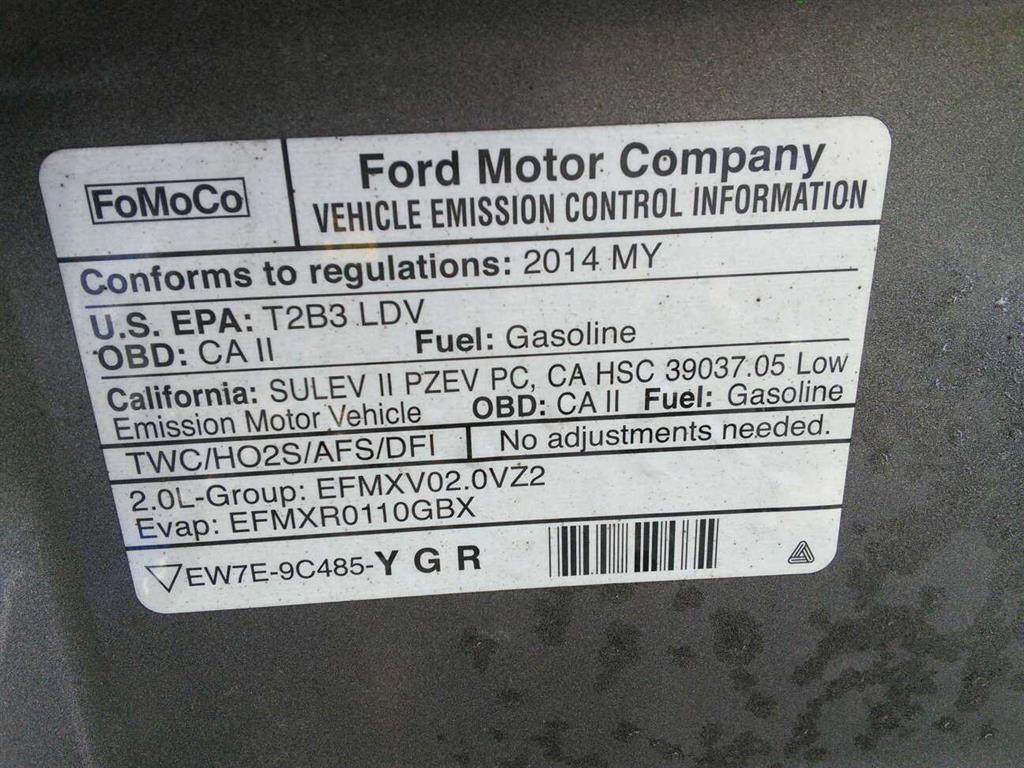 FoMoCo
Ford Motor Company
VEHICLE EMISSION CONTROL INFORMATION
Conforms to regulations: 2014 MY
U.S. EPA: T2B3 LDV
OBD: CA II Fuel: Gasoline
California: SULEV II PZEV PC, CA HSC 39037.05 Low
Emission Motor Vehicle OBD: CA II Fuel: Gasoline
TWC/HO2S/AFS/DFI No adjustments needed.
2.0L-Group: EFMXV02.0VZ2
Evap: EFMXR0110GBX
EW7E-9C485-Y G R